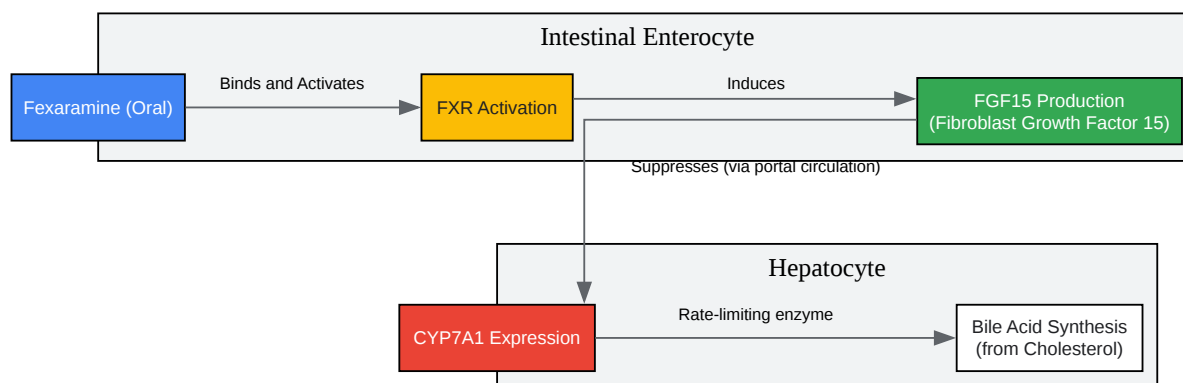 Intestinal Enterocyte
Fexaramine (Oral)
Binds and Activates
FXR Activation
Induces
FGF15 Production
(Fibroblast Growth Factor 15)
Suppresses (via portal circulation)
Hepatocyte
CYP7A1 Expression
Rate-limiting enzyme
Bile Acid Synthesis
(from Cholesterol)